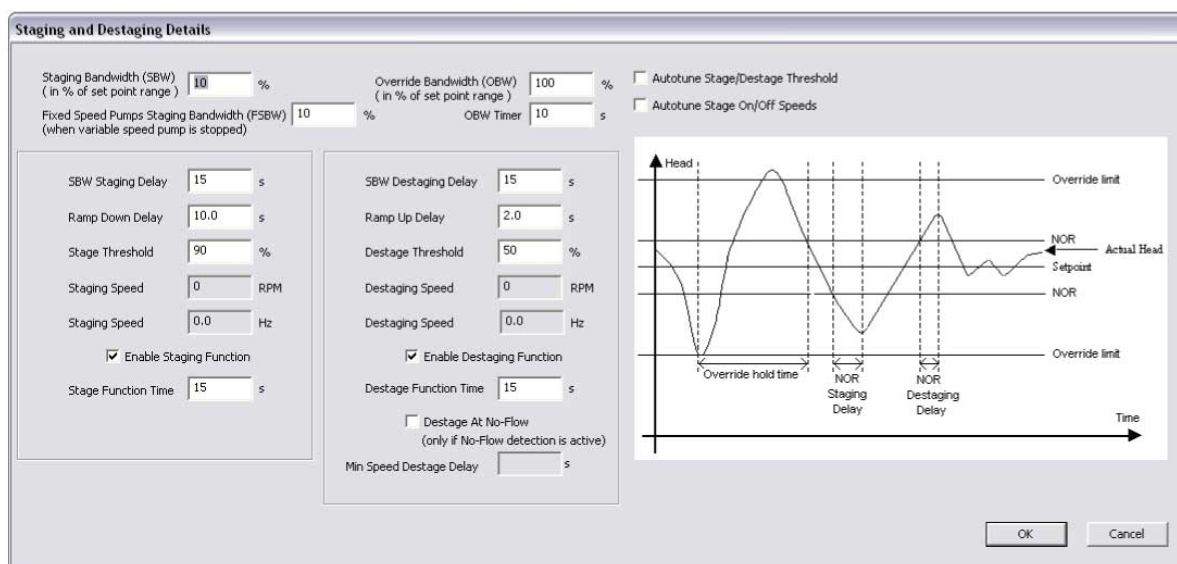 Staging and Destaging Details
Staging Bandwidth (SBW)
( in % of set point range )
10
%
Override Bandwidth (OBW)
( in % of set point range )
100
%
Fixed Speed Pumps Staging Bandwidth (FSBW)
(when variable speed pump is stopped)
10
%
OBW Timer
10
s
Autotune Stage/Destage Threshold
Autotune Stage On/Off Speeds
SBW Staging Delay
15
s
Ramp Down Delay
10.0
s
Stage Threshold
90
%
Staging Speed
0
RPM
Staging Speed
0.0
Hz
Enable Staging Function
Stage Function Time
15
s
SBW Destaging Delay
15
s
Ramp Up Delay
2.0
s
Destage Threshold
50
%
Destaging Speed
0
RPM
Destaging Speed
0.0
Hz
Enable Destaging Function
Destage Function Time
15
s
Destage At No-Flow
(only if No-Flow detection is active)
Min Speed Destage Delay
s
Head
Override limit
NOR
Actual Head
Setpoint
NOR
Override limit
Override hold time
NOR
Staging
Delay
NOR
Destaging
Delay
Time
OK
Cancel